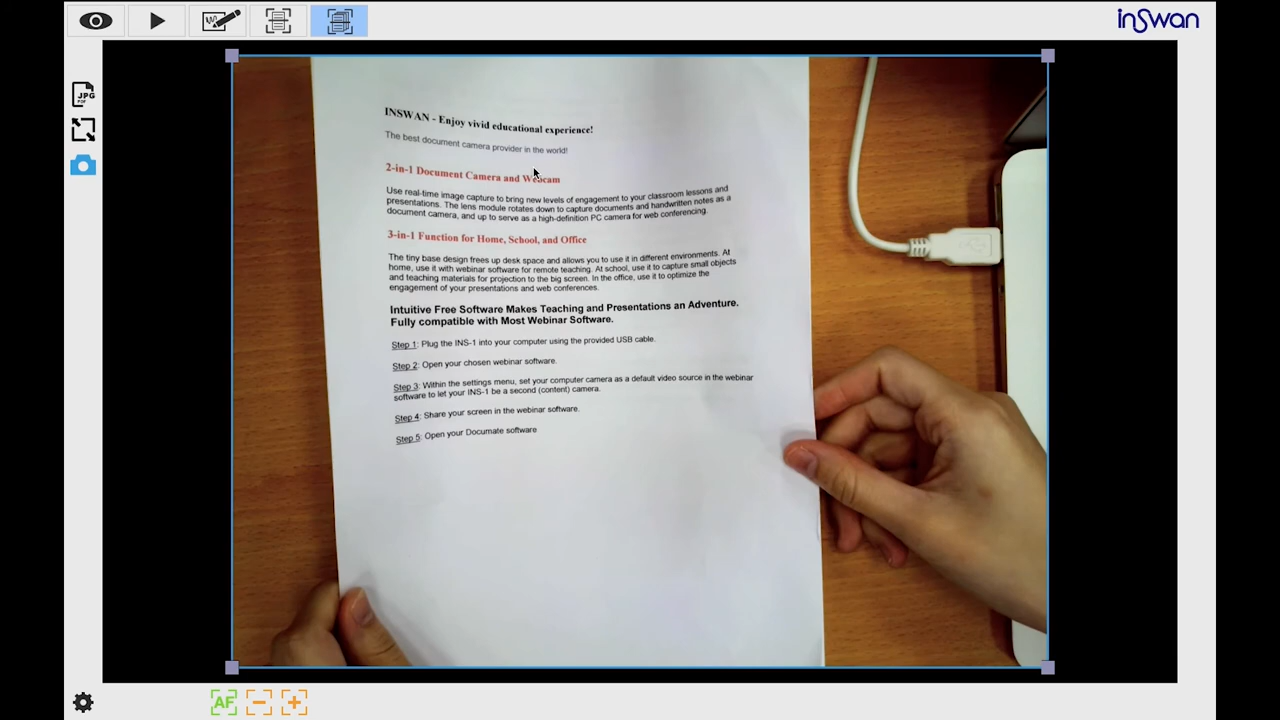 inSwan
JPG
PDF
INSWAN - Enjoy vivid educational experience!
The best document camera provider in the world!
2-in-1 Document Camera and Webcam
Use real-time image capture to bring new levels of engagement to your classroom lessons and
presentations. The lens module rotates down to capture documents and handwritten notes as a
document camera, and up to serve as a high-definition PC camera for web conferencing.
3-in-1 Function for Home, School, and Office
The tiny base design frees up desk space and allows you to use it in different environments. At
home, use it with webinar software for remote teaching. At school, use it to capture small objects
and teaching materials for projection to the big screen. In the office, use it to optimize the
engagement of your presentations and web conferences.
Intuitive Free Software Makes Teaching and Presentations an Adventure.
Fully compatible with Most Webinar Software.
Step 1: Plug the INS-1 into your computer using the provided USB cable.
Step 2: Open your chosen webinar software.
Step 3: Within the settings menu, set your computer camera as a default video source in the webinar
software to let your INS-1 be a second (content) camera.
Step 4: Share your screen in the webinar software.
Step 5: Open your Documate software
AF